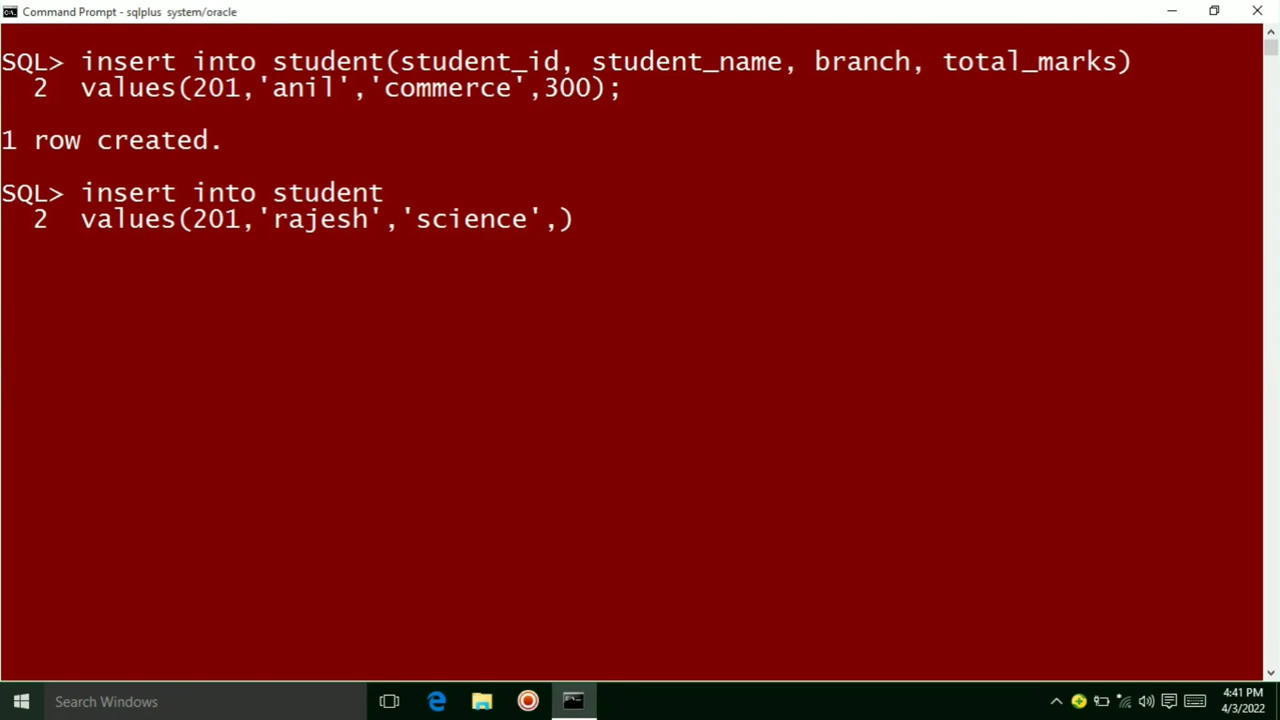 Command Prompt - sqlplus system/oracle
SQL> insert into student(student_id, student_name, branch, total_marks)
2 values(201,'anil','commerce',300);
1 row created.
SQL> insert into student
2 values(201,'rajesh','science',)
Search Windows
4:41 PM
4/3/2022